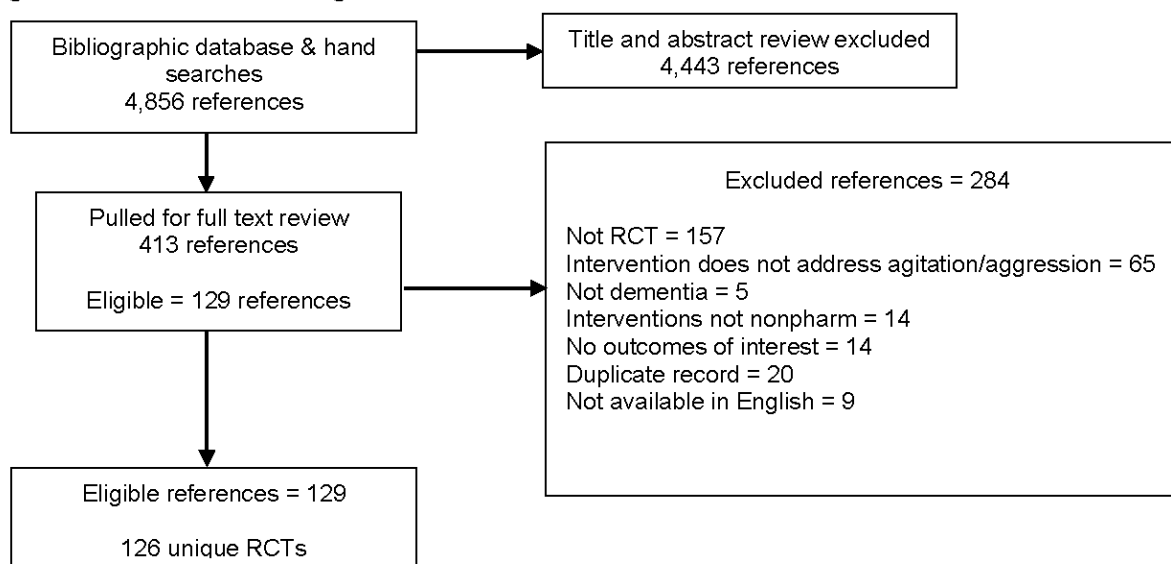 Bibliographic database & hand
searches
4,856 references
Title and abstract review excluded
4,443 references
Pulled for full text review
413 references
Eligible = 129 references
Excluded references = 284
Not RCT = 157
Intervention does not address agitation/aggression = 65
Not dementia = 5
Interventions not nonpharm = 14
No outcomes of interest = 14
Duplicate record = 20
Not available in English = 9
Eligible references = 129
126 unique RCTs